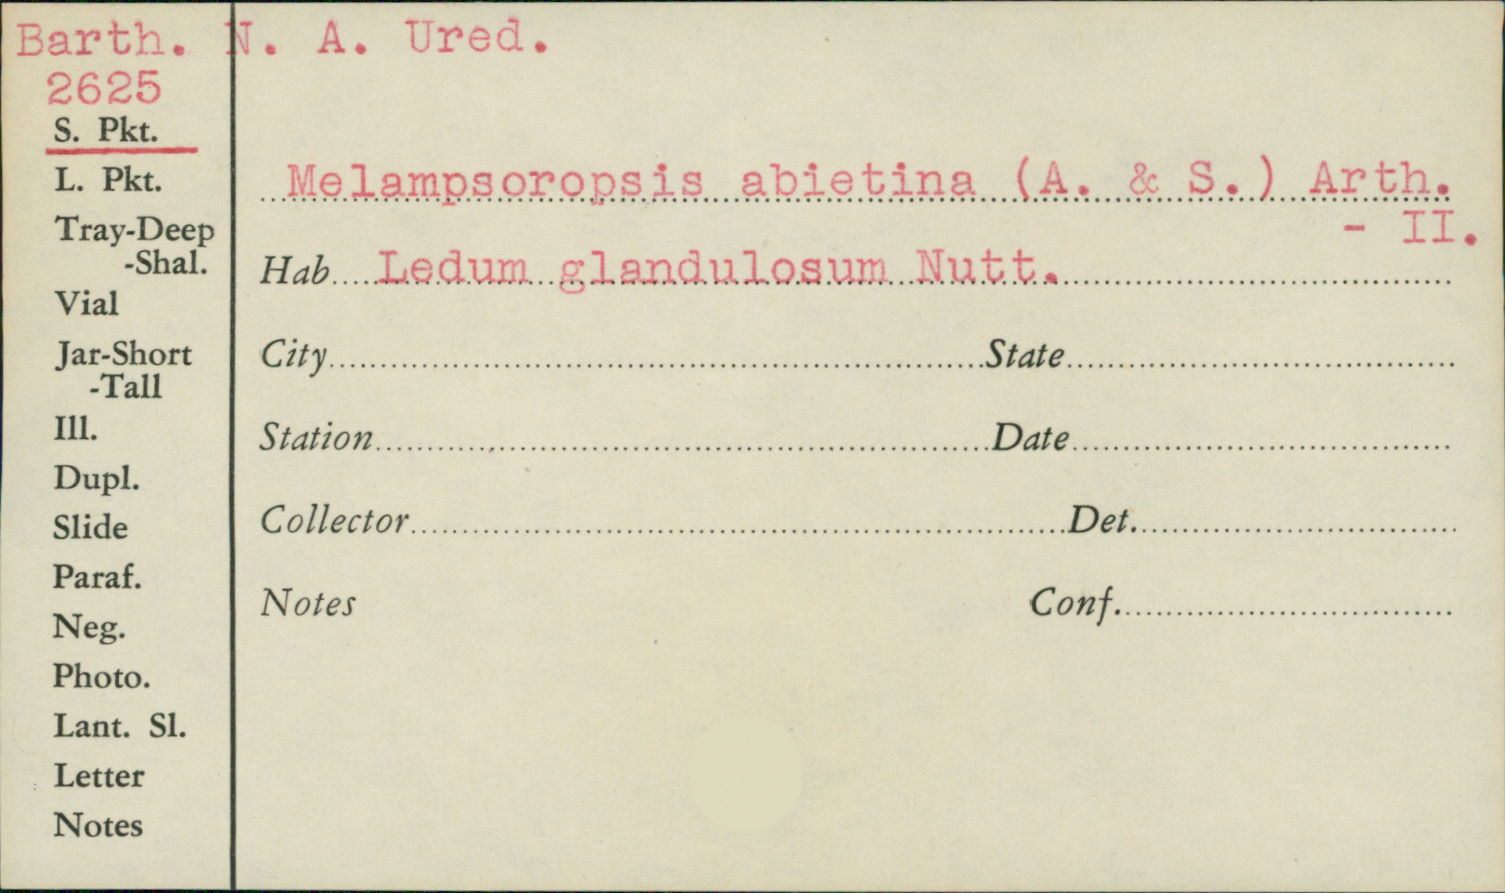 Barth. N. A. Ured.
2625
S. Pkt.
L. Pkt.
Tray-Deep
-Shal.
Vial
Jar-Short
-Tall
Ill.
Dupl.
Slide
Paraf.
Neg.
Photo.
Lant. Sl.
Letter
Notes
Melampsoropsis abietina (A. & S.) Arth.
- II.
Hab Ledum glandulosum Nutt.
City State
Station Date
Collector Det.
Notes Conf.